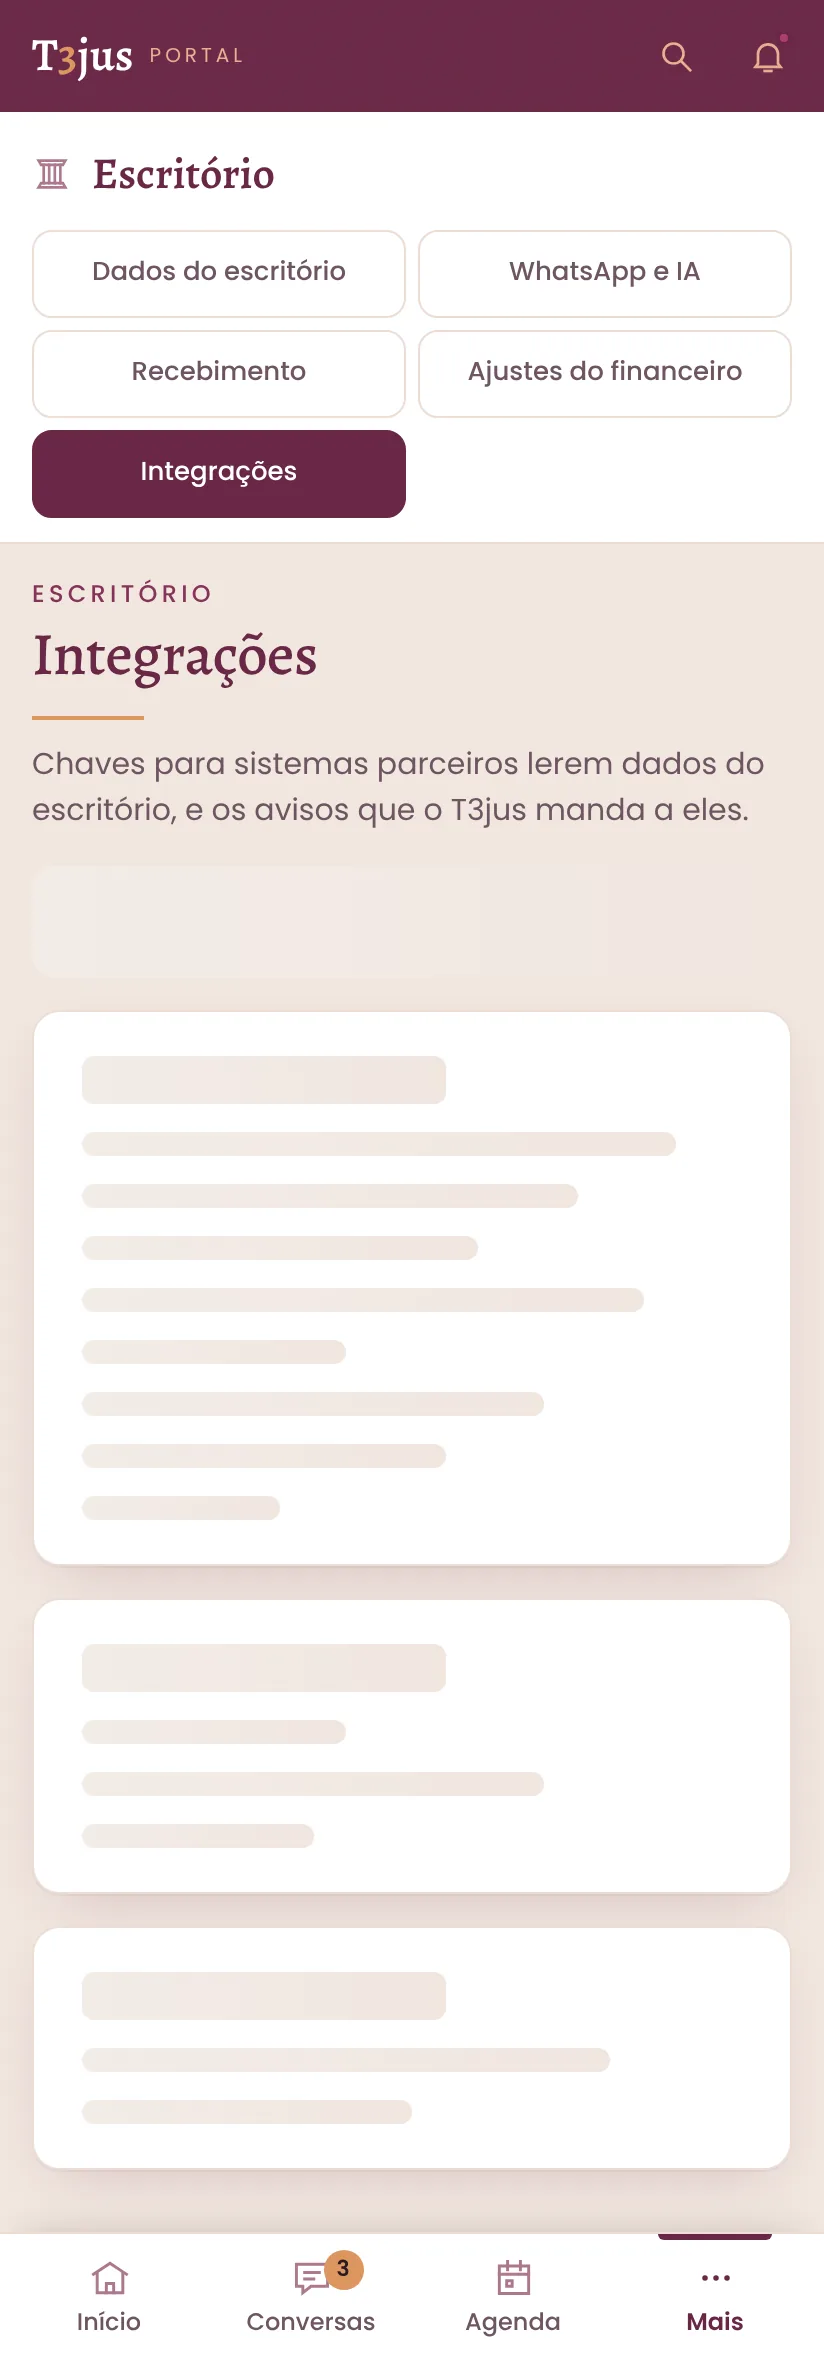 T3jus PORTAL
Escritório
Dados do escritório
WhatsApp e IA
Recebimento
Ajustes do financeiro
Integrações
ESCRITÓRIO
Integrações
Chaves para sistemas parceiros lerem dados do
escritório, e os avisos que o T3jus manda a eles.
3
Início
Conversas
Agenda
Mais